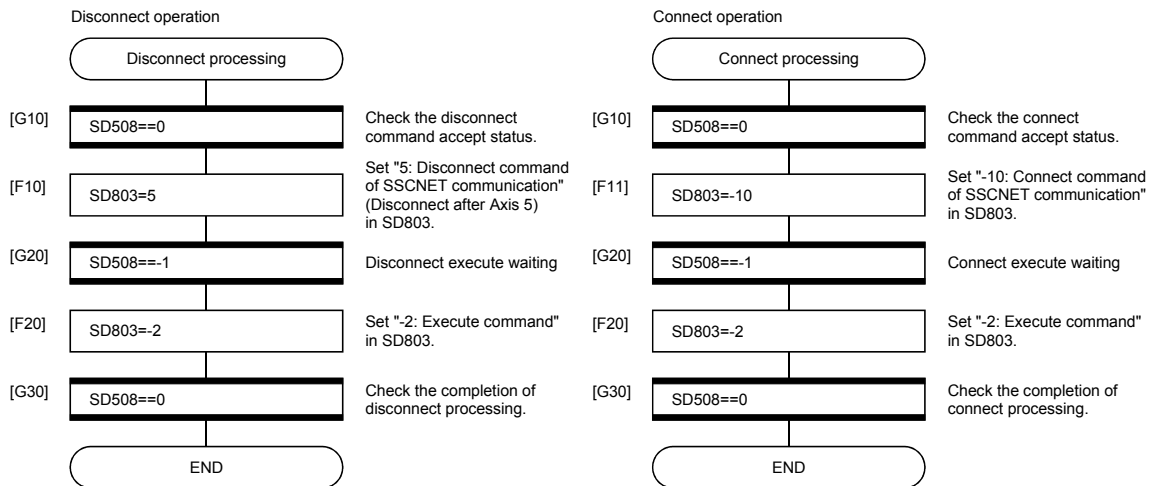 Disconnect operation
Disconnect processing
[G10]
SD508==0
Check the disconnect
command accept status.
[F10]
SD803=5
Set "5: Disconnect command
of SSCNET communication"
(Disconnect after Axis 5)
in SD803.
[G20]
SD508==-1
Disconnect execute waiting
[F20]
SD803=-2
Set "-2: Execute command"
in SD803.
[G30]
SD508==0
Check the completion of
disconnect processing.
END
Connect operation
Connect processing
[G10]
SD508==0
Check the connect
command accept status.
[F11]
SD803=-10
Set "-10: Connect command
of SSCNET communication"
in SD803.
[G20]
SD508==-1
Connect execute waiting
[F20]
SD803=-2
Set "-2: Execute command"
in SD803.
[G30]
SD508==0
Check the completion of
connect processing.
END